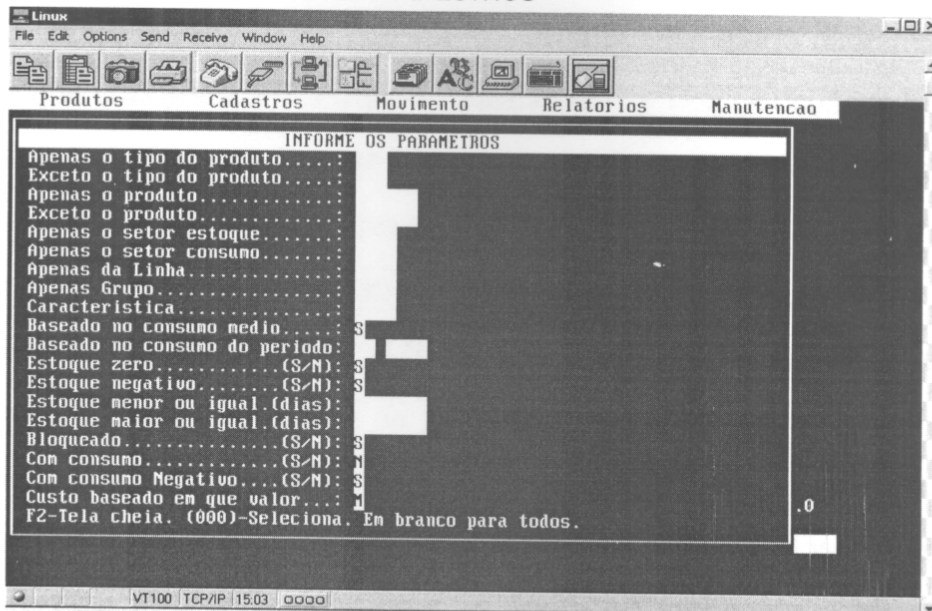 Linux
File Edit Options Send Receive Window Help
Produtos Cadastros Movimento Relatorios Manutencao
INFORME OS PARAMETROS
Apenas o tipo do produto.....:
Exceto o tipo do produto.....:
Apenas o produto.............:
Exceto o produto.............:
Apenas o setor estoque.......:
Apenas o setor consumo.......:
Apenas da Linha..............:
Apenas Grupo.................:
Caracteristica...............:
Baseado no consumo medio.....: S
Baseado no consumo do periodo:
Estoque zero............(S/N): S
Estoque negativo........(S/N): S
Estoque menor ou igual.(dias):
Estoque maior ou igual.(dias):
Bloqueado...............(S/N): S
Com consumo.............(S/N): N
Com consumo Negativo....(S/N): S
Custo baseado em que valor...: M
F2-Tela cheia. (000)-Seleciona. Em branco para todos.
.0
VT100 TCP/IP 15:03